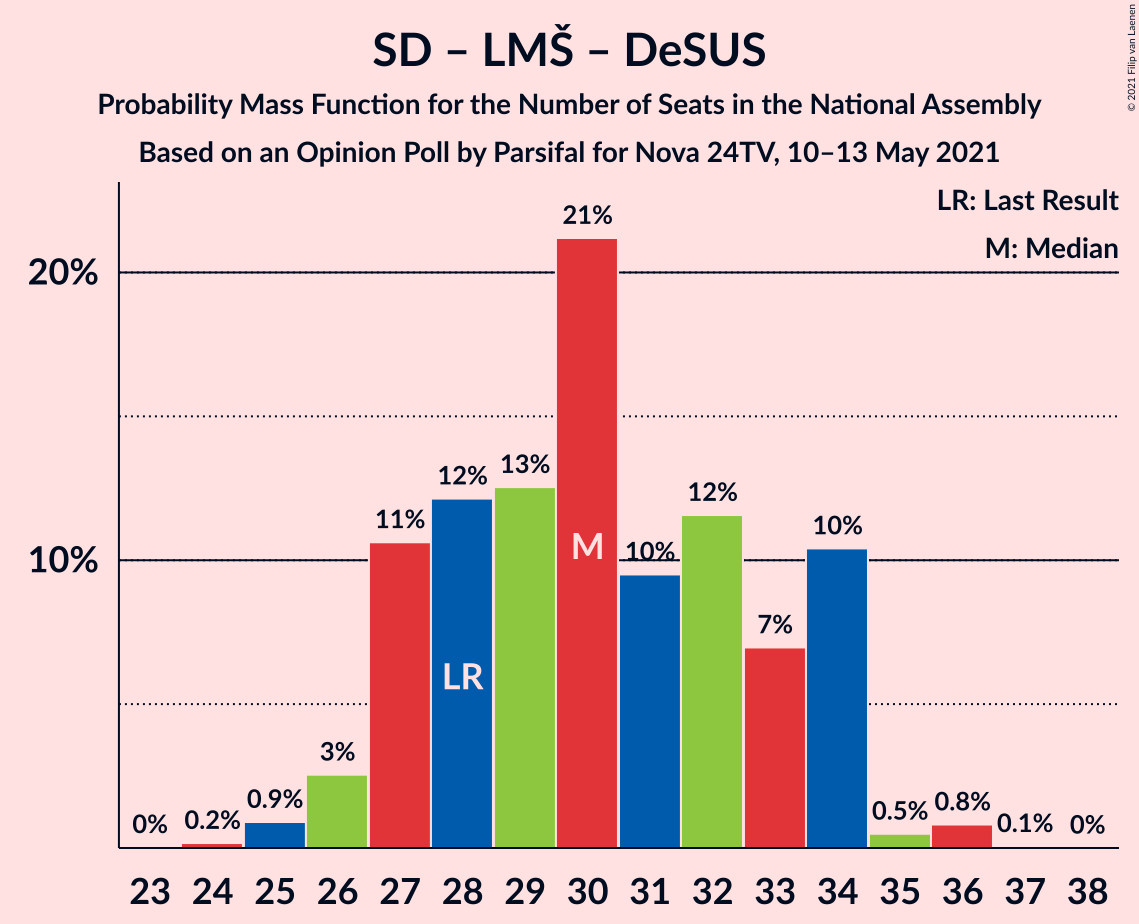 SD – LMŠ – DeSUS
Probability Mass Function for the Number of Seats in the National Assembly
Based on an Opinion Poll by Parsifal for Nova 24TV, 10–13 May 2021
© 2021 Filip van Laenen
LR: Last Result
M: Median
20%
10%
0%
0.2%
0.9%
3%
11%
12%
13%
21%
10%
12%
7%
10%
0.5%
0.8%
0.1%
0%
LR
M
23 24 25 26 27 28 29 30 31 32 33 34 35 36 37 38